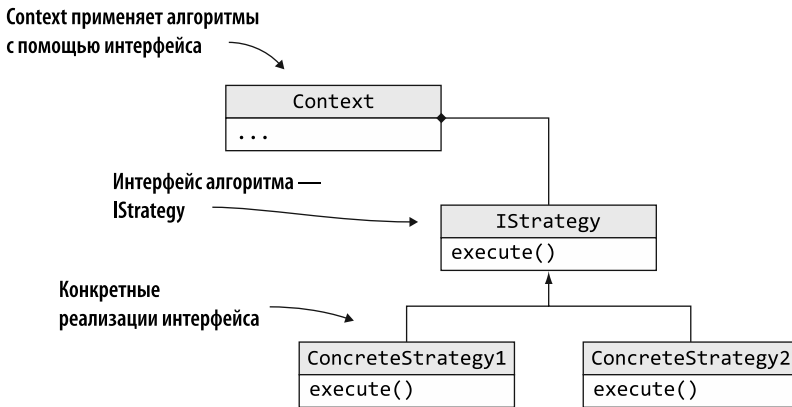 Context применяет алгоритмы
с помощью интерфейса
Context
...
Интерфейс алгоритма —
IStrategy
IStrategy
execute()
Конкретные
реализации интерфейса
ConcreteStrategy1
ConcreteStrategy2
execute()
execute()